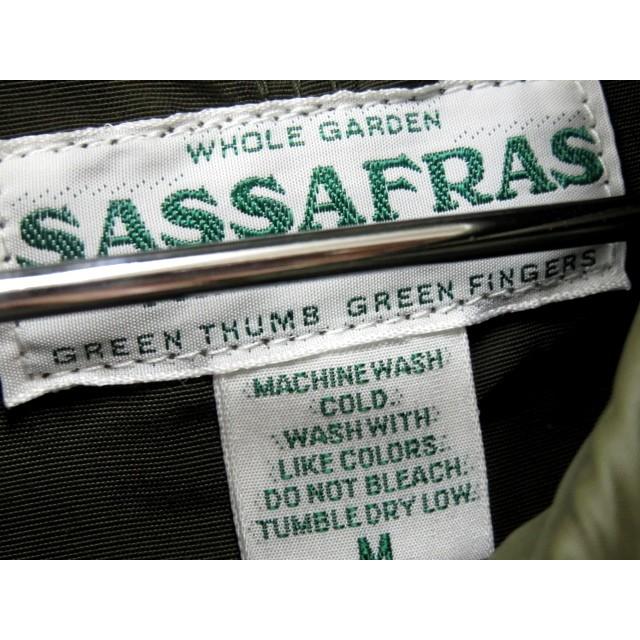 WHOLE GARDEN
SASSAFRAS
GREEN THUMB GREEN FINGERS
MACHINE WASH
COLD.
WASH WITH
LIKE COLORS.
DO NOT BLEACH.
TUMBLE DRY LOW.
M